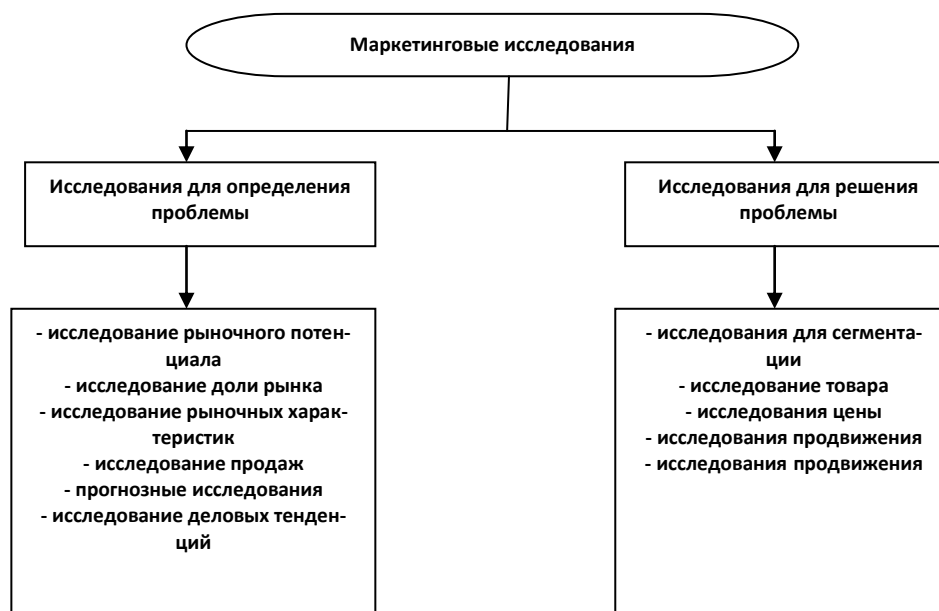 Маркетинговые исследования
Исследования для определения
проблемы
Исследования для решения
проблемы
- исследование рыночного потен-
циала
- исследование доли рынка
- исследование рыночных харак-
теристик
- исследование продаж
- прогнозные исследования
- исследование деловых тенден-
ций
- исследования для сегмента-
ции
- исследование товара
- исследования цены
- исследования продвижения
- исследования продвижения